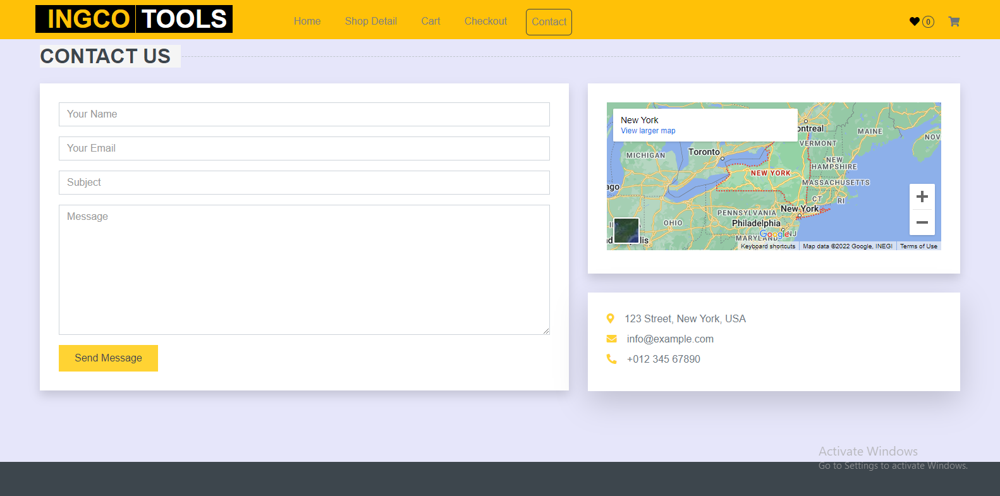 INGCO TOOLS
Home Shop Detail Cart Checkout Contact 0
CONTACT US
Your Name
Your Email
Subject
Message
Send Message
New York
View larger map
ontreal
MAINE
NOV
VERMONT
Toronto
MICHIGAN
NEW HAMPSHIRE
NEW YORK
MASSACHUSETTS
ago
CT RI
New York
PENNSYLVANIA
OHIO
Philadelphia
MARYLAND NJ
Google
Keyboard shortcuts Map data ©2022 Google, INEGI Terms of Use
123 Street, New York, USA
info@example.com
+012 345 67890
Activate Windows
Go to Settings to activate Windows.